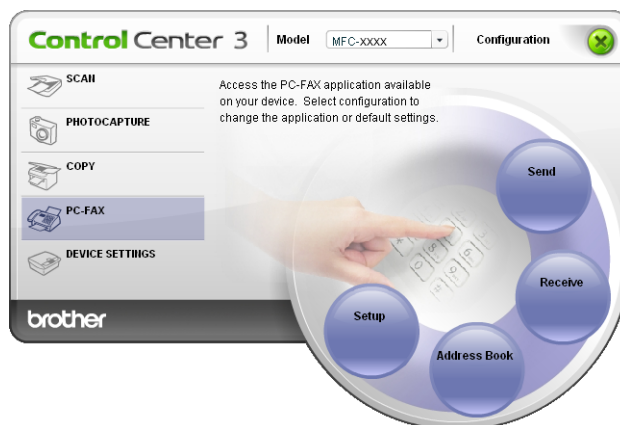 Control Center 3
Model
MFC-XXXX
Configuration
SCAN
PHOTOCAPTURE
COPY
PC-FAX
DEVICE SETTINGS
brother
Access the PC-FAX application available
on your device. Select configuration to
change the application or default settings.
Send
Receive
Address Book
Setup